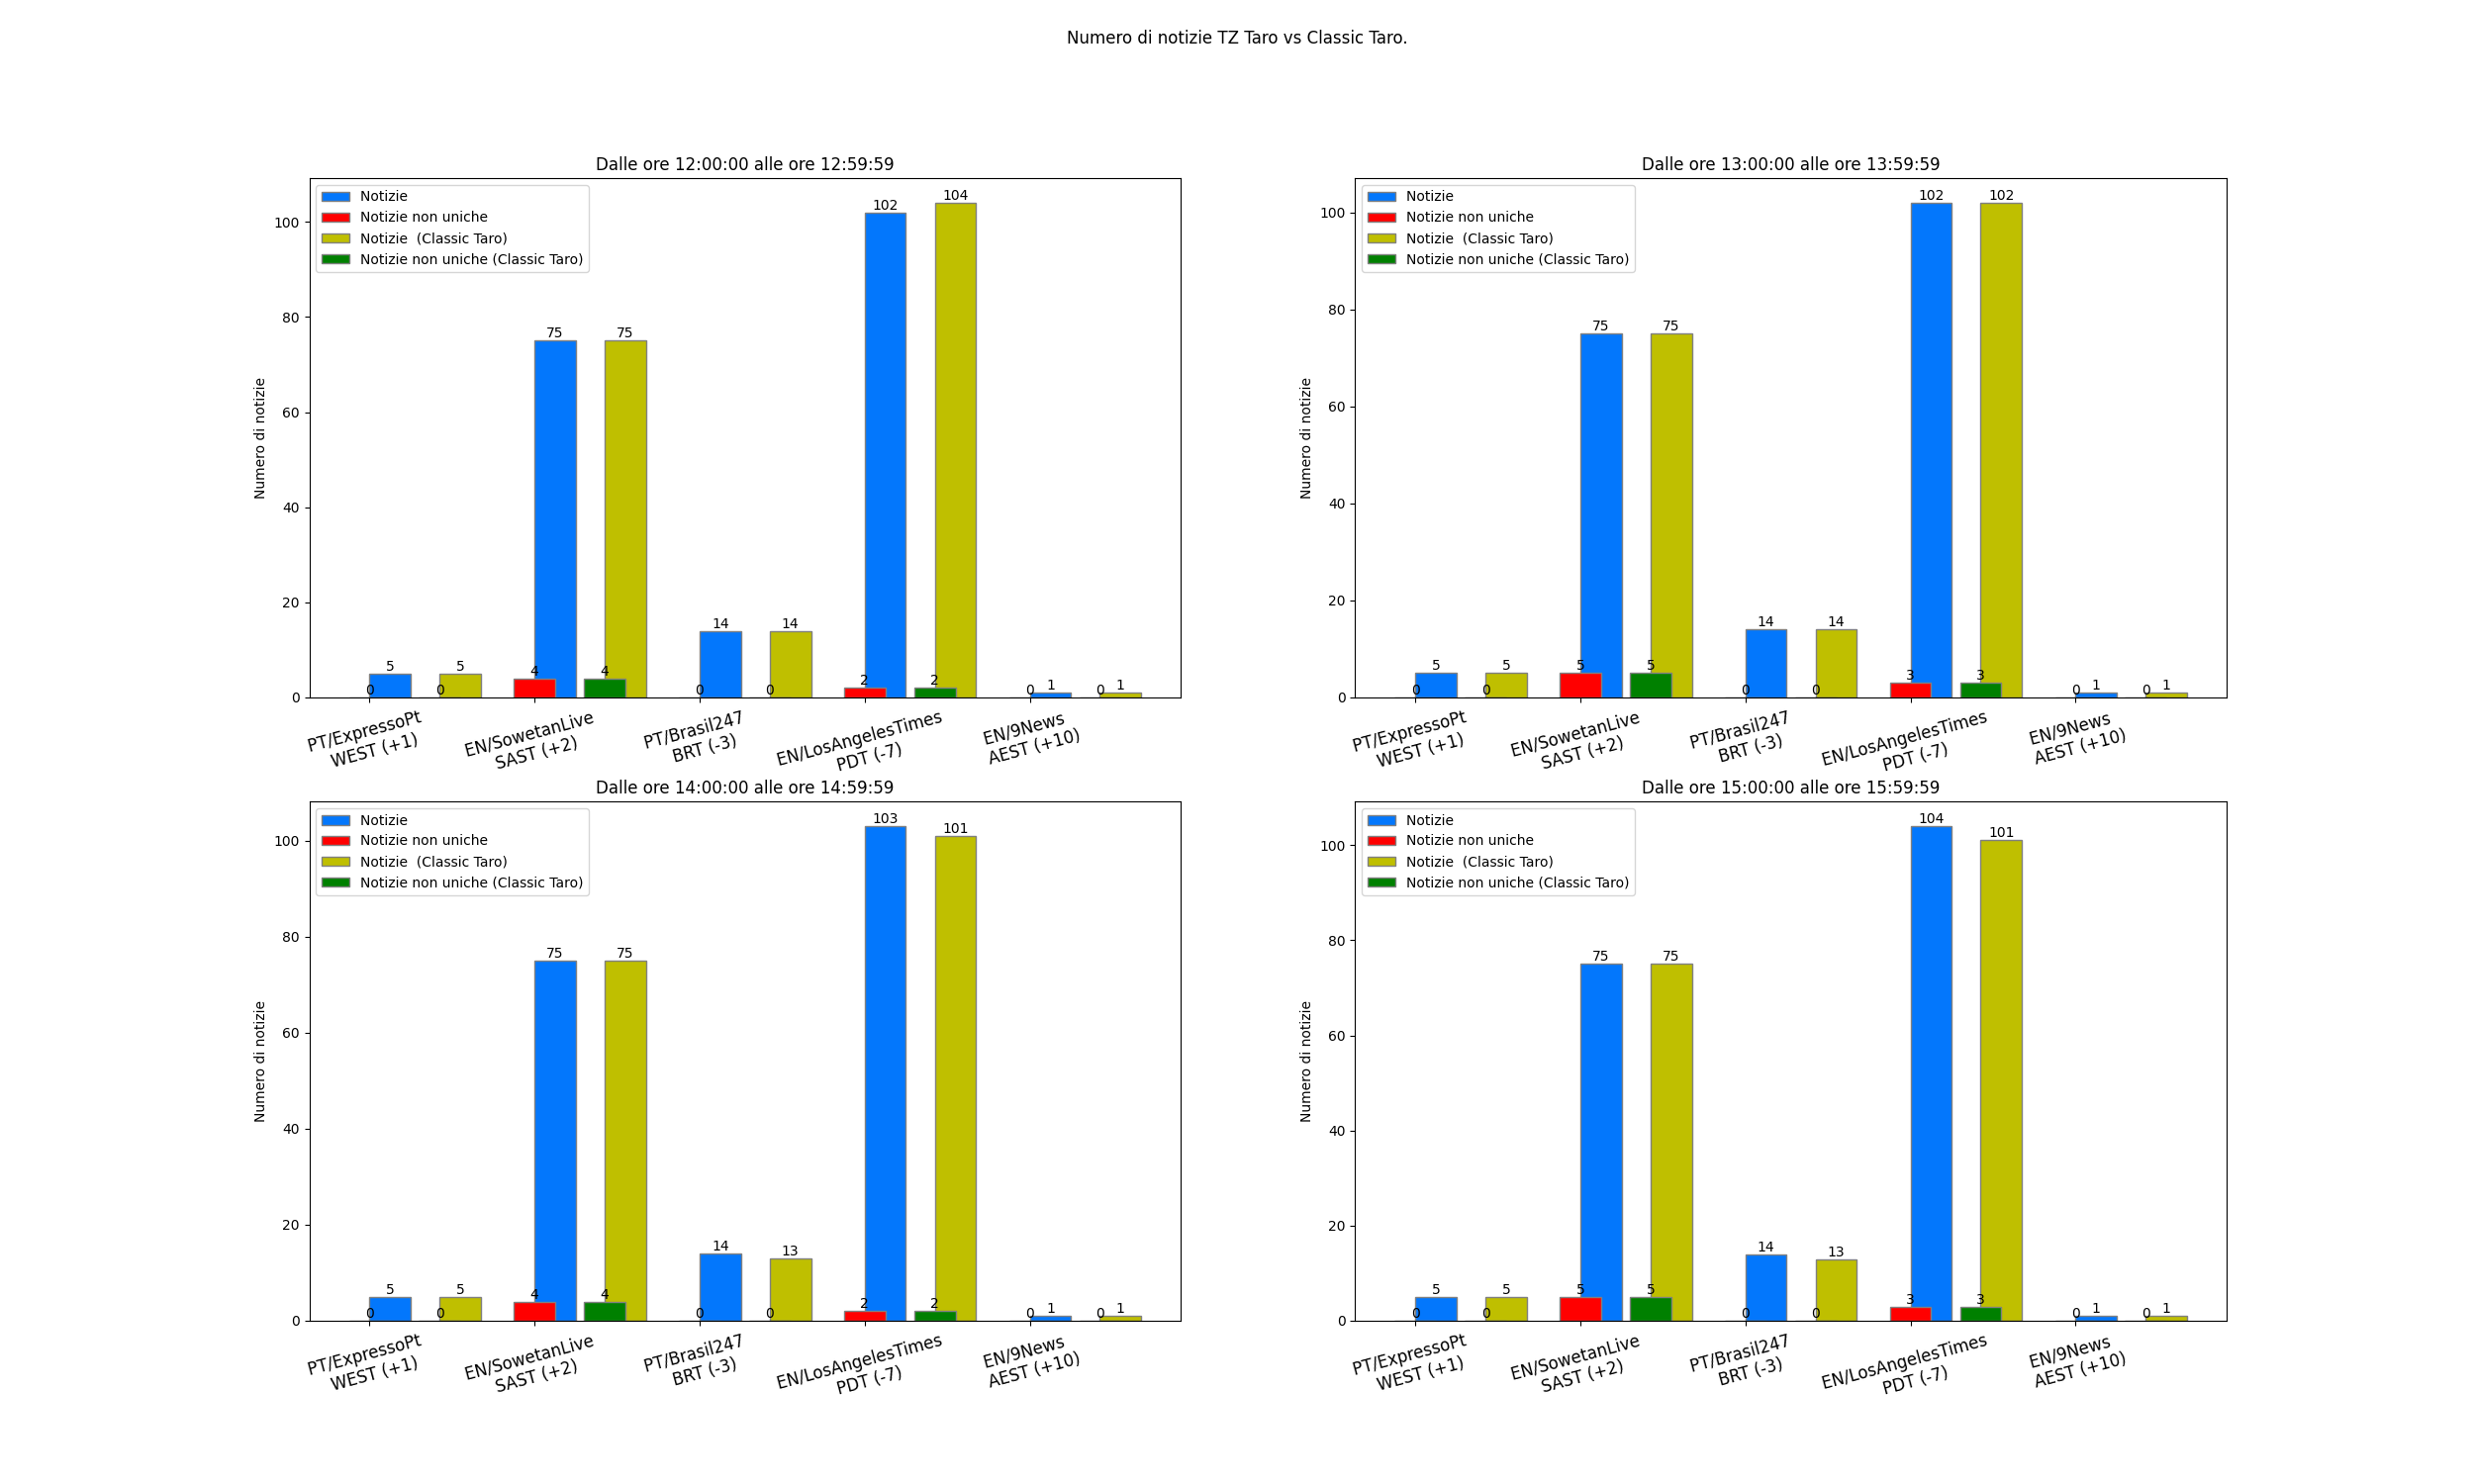 Numero di notizie TZ Taro vs Classic Taro.
Dalle ore 12:00:00 alle ore 12:59:59
Notizie
Notizie non uniche
Notizie  (Classic Taro)
Notizie non uniche (Classic Taro)
Numero di notizie
100
80
60
40
20
0
5
5
75
75
14
14
102
104
1
1
0
0
4
4
0
0
2
2
0
0
PT/ExpressoPt
WEST (+1)
EN/SowetanLive
SAST (+2)
PT/Brasil247
BRT (-3)
EN/LosAngelesTimes
PDT (-7)
EN/9News
AEST (+10)
Dalle ore 13:00:00 alle ore 13:59:59
Notizie
Notizie non uniche
Notizie  (Classic Taro)
Notizie non uniche (Classic Taro)
Numero di notizie
100
80
60
40
20
0
5
5
75
75
14
14
102
102
1
1
0
0
5
5
0
0
3
3
0
0
PT/ExpressoPt
WEST (+1)
EN/SowetanLive
SAST (+2)
PT/Brasil247
BRT (-3)
EN/LosAngelesTimes
PDT (-7)
EN/9News
AEST (+10)
Dalle ore 14:00:00 alle ore 14:59:59
Notizie
Notizie non uniche
Notizie  (Classic Taro)
Notizie non uniche (Classic Taro)
Numero di notizie
100
80
60
40
20
0
5
5
75
75
14
13
103
101
1
1
0
0
4
4
0
0
2
2
0
0
PT/ExpressoPt
WEST (+1)
EN/SowetanLive
SAST (+2)
PT/Brasil247
BRT (-3)
EN/LosAngelesTimes
PDT (-7)
EN/9News
AEST (+10)
Dalle ore 15:00:00 alle ore 15:59:59
Notizie
Notizie non uniche
Notizie  (Classic Taro)
Notizie non uniche (Classic Taro)
Numero di notizie
100
80
60
40
20
0
5
5
75
75
14
13
104
101
1
1
0
0
5
5
0
0
3
3
0
0
PT/ExpressoPt
WEST (+1)
EN/SowetanLive
SAST (+2)
PT/Brasil247
BRT (-3)
EN/LosAngelesTimes
PDT (-7)
EN/9News
AEST (+10)